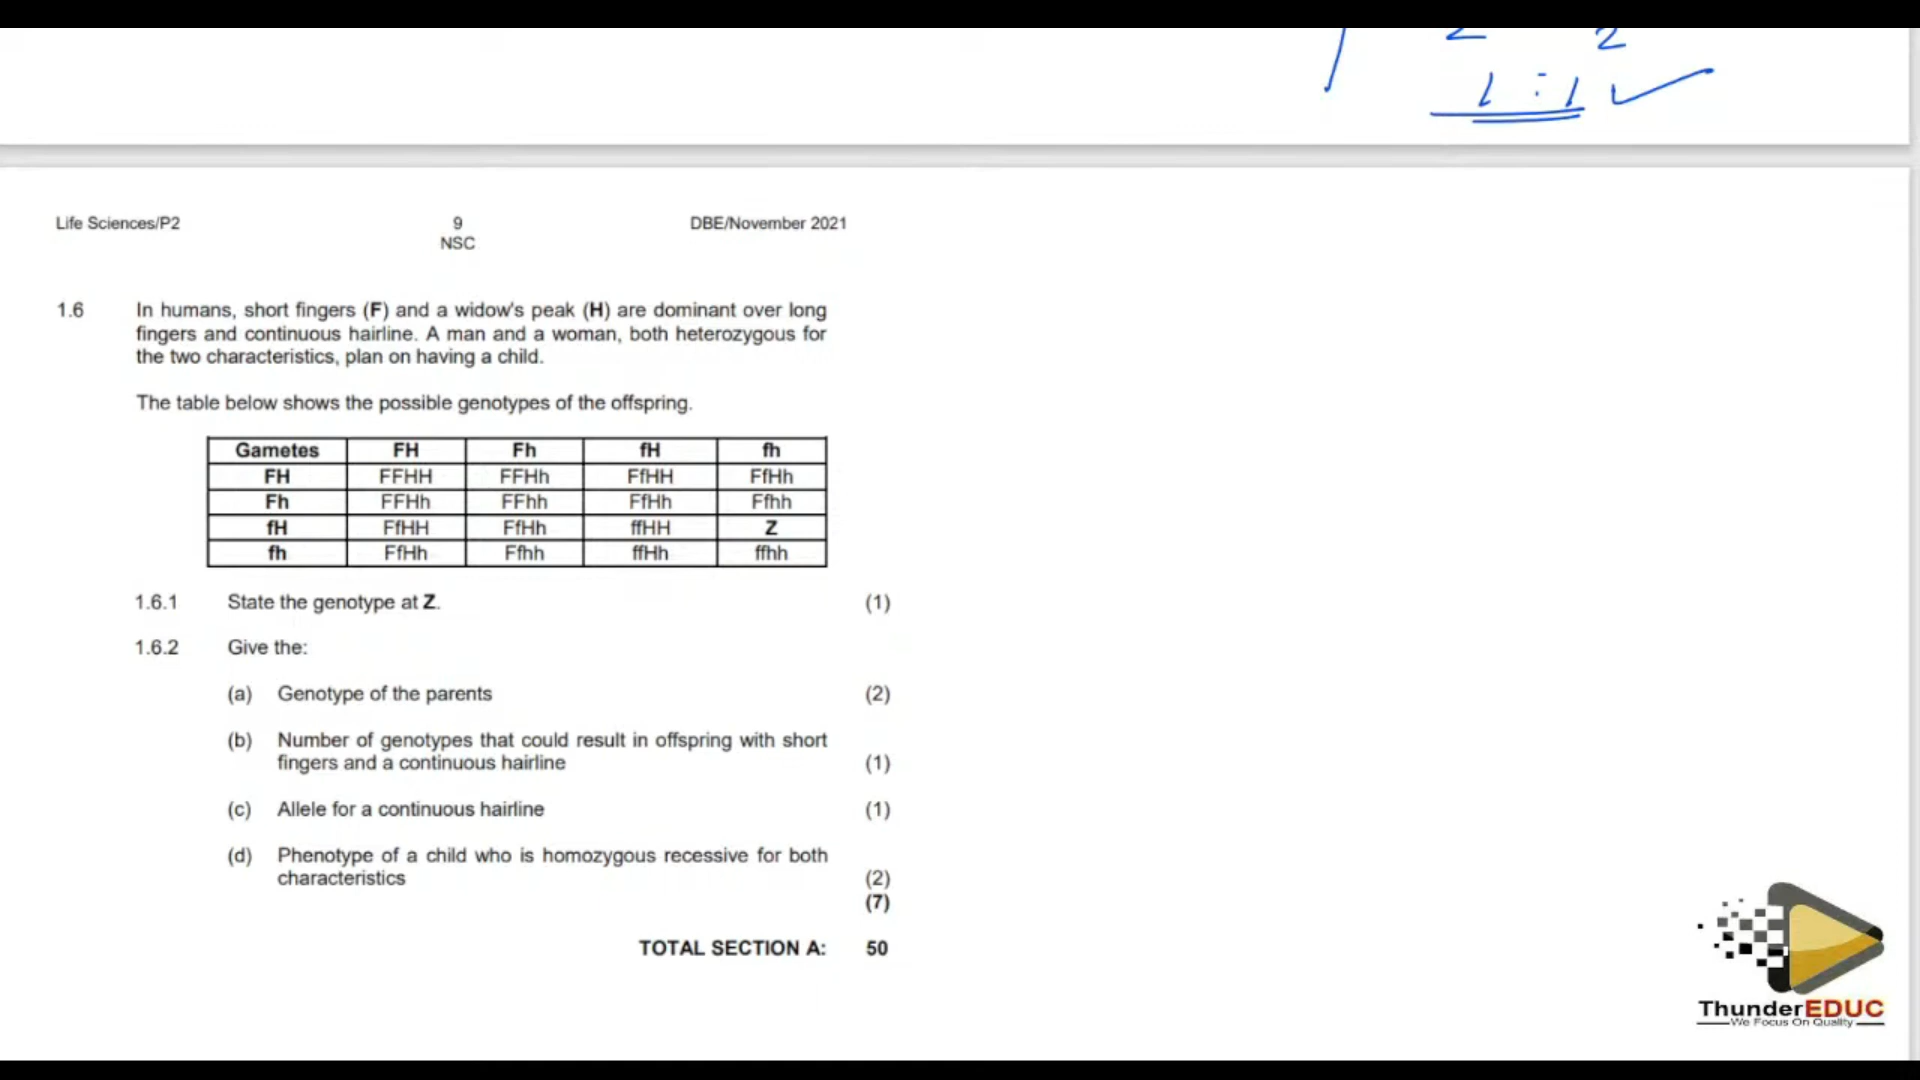 2 2
1 : 1
Life Sciences/P2 9 DBE/November 2021
NSC
1.6 In humans, short fingers (F) and a widow's peak (H) are dominant over long
fingers and continuous hairline. A man and a woman, both heterozygous for
the two characteristics, plan on having a child.
The table below shows the possible genotypes of the offspring.
Gametes FH Fh fH fh
FH FFHH FFHh FfHH FfHh
Fh FFHh FFhh FfHh Ffhh
fH FfHH FfHh ffHH Z
fh FfHh Ffhh ffHh ffhh
1.6.1 State the genotype at Z. (1)
1.6.2 Give the:
(a) Genotype of the parents (2)
(b) Number of genotypes that could result in offspring with short
fingers and a continuous hairline (1)
(c) Allele for a continuous hairline (1)
(d) Phenotype of a child who is homozygous recessive for both
characteristics (2)
(7)
TOTAL SECTION A: 50
ThunderEDUC
We Focus On Quality